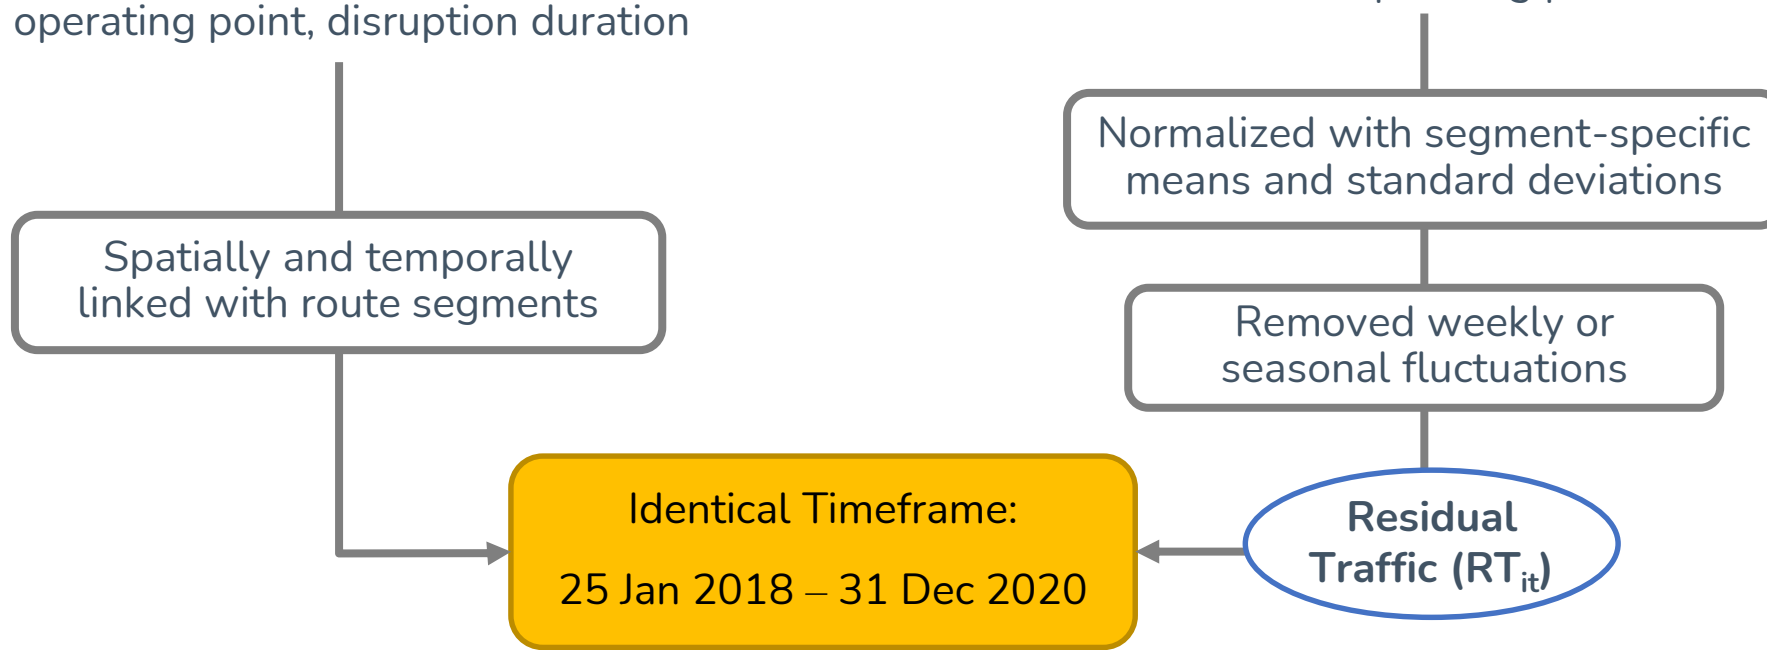 operating point, disruption duration
Normalized with segment-specific
means and standard deviations
Spatially and temporally
linked with route segments
Removed weekly or
seasonal fluctuations
Identical Timeframe:
25 Jan 2018 – 31 Dec 2020
Residual
Traffic (RTit)